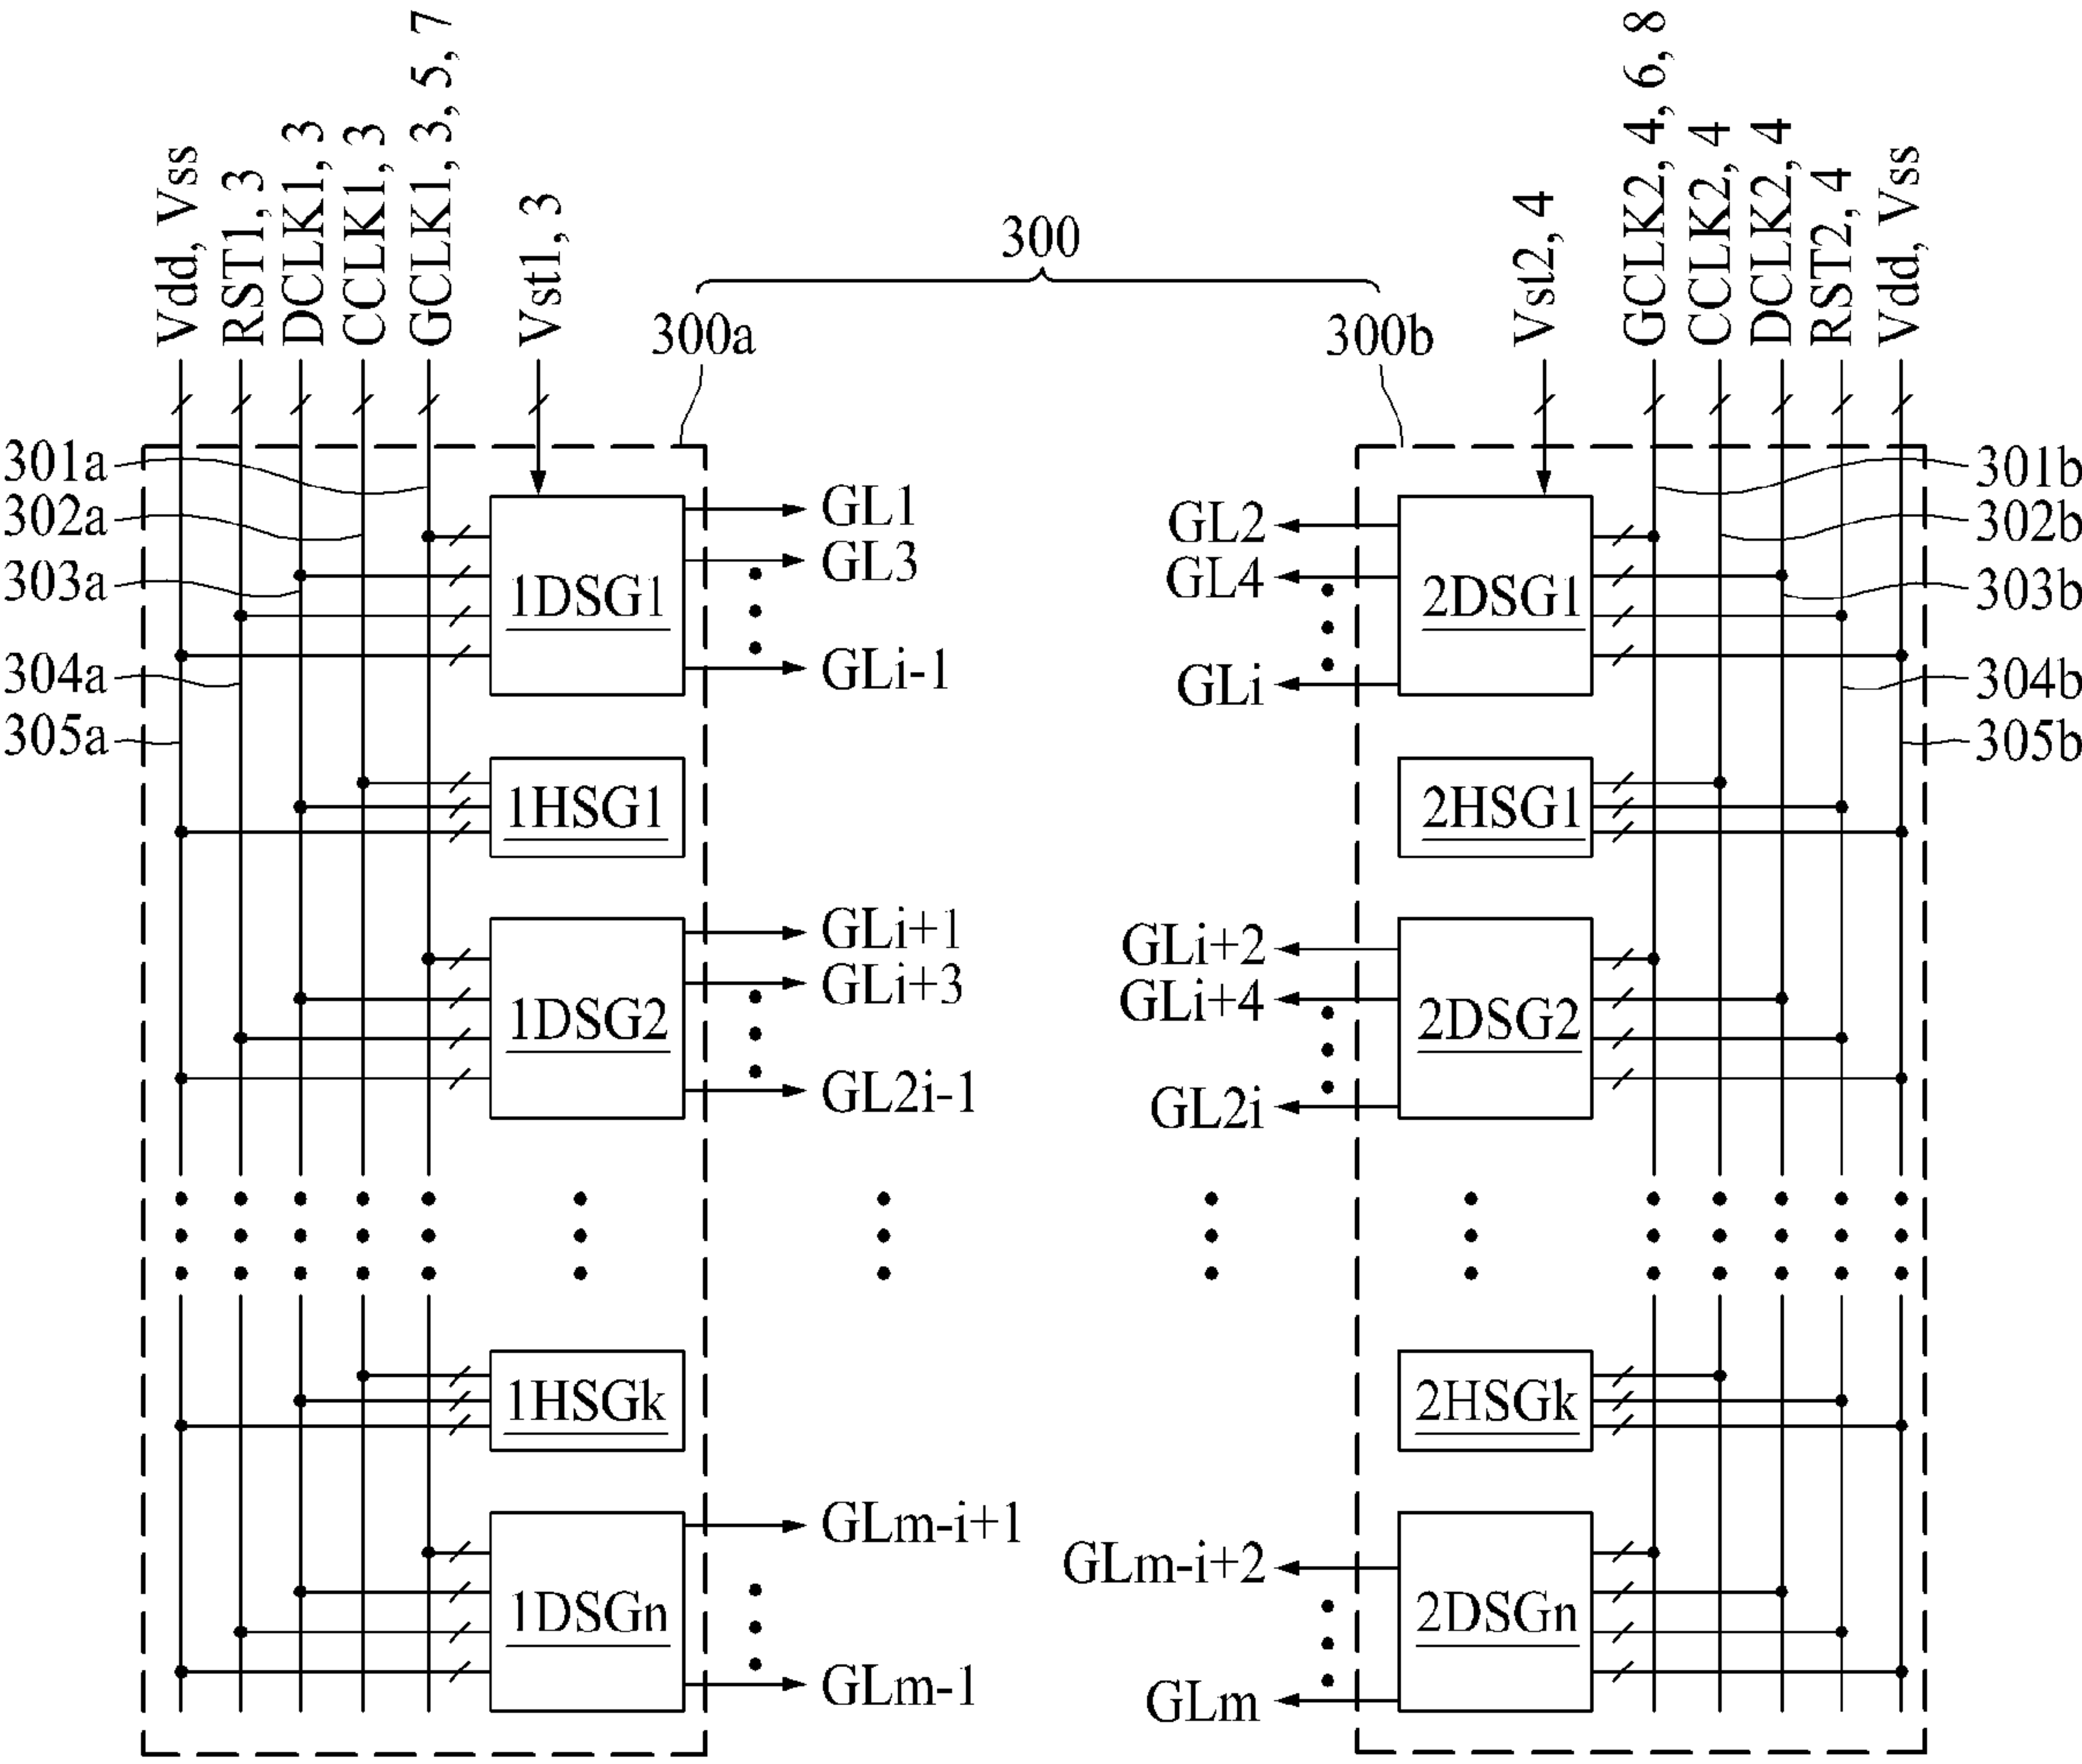 Vdd, Vss
RST1, 3
DCLK1, 3
CCLK1, 3
GCLK1, 3, 5, 7
Vst1, 3
300
300a
300b
Vst2, 4
GCLK2, 4, 6, 8
CCLK2, 4
DCLK2, 4
RST2, 4
Vdd, Vss
301a
302a
303a
304a
305a
1DSG1
GL1
GL3
GLi-1
1HSG1
1DSG2
GLi+1
GLi+3
GL2i-1
1HSGk
1DSGn
GLm-i+1
GLm-1
GL2
GL4
GLi
2DSG1
2HSG1
GLi+2
GLi+4
GL2i
2DSG2
2HSGk
GLm-i+2
GLm
2DSGn
301b
302b
303b
304b
305b